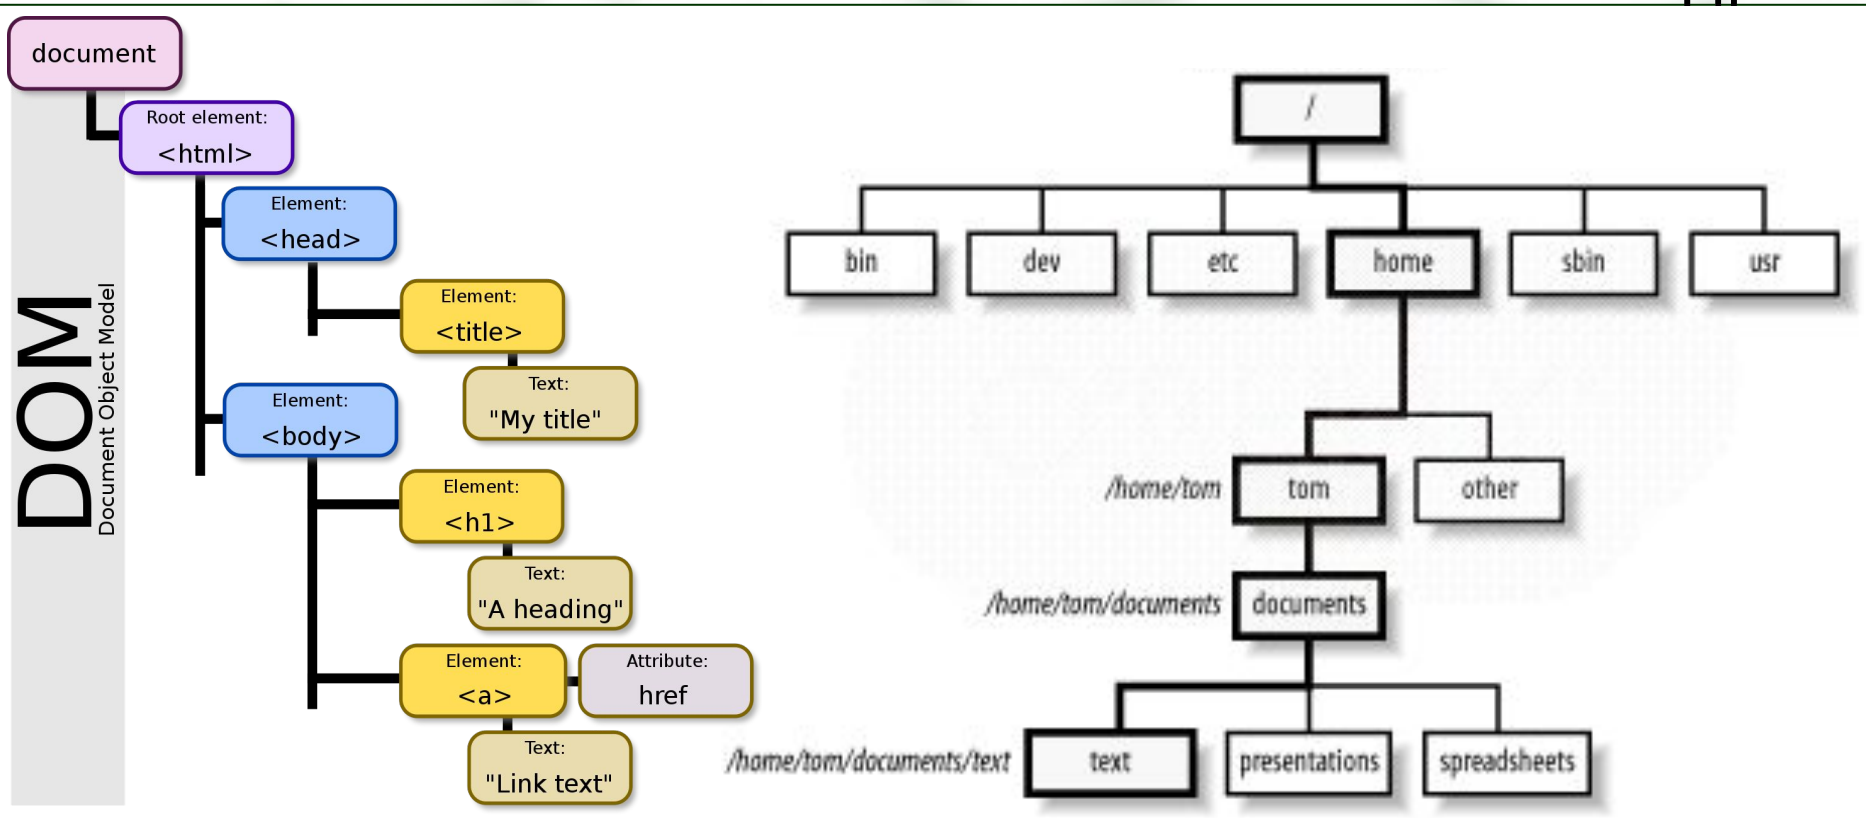 document
Root element:
<html>
Element:
<head>
Element:
<title>
Text:
"My title"
Element:
<body>
Element:
<h1>
Text:
"A heading"
Element:
<a>
Attribute:
href
Text:
"Link text"
DOM
Document Object Model
/
bin
dev
etc
home
sbin
usr
/home/tom
tom
other
/home/tom/documents
documents
/home/tom/documents/text
text
presentations
spreadsheets